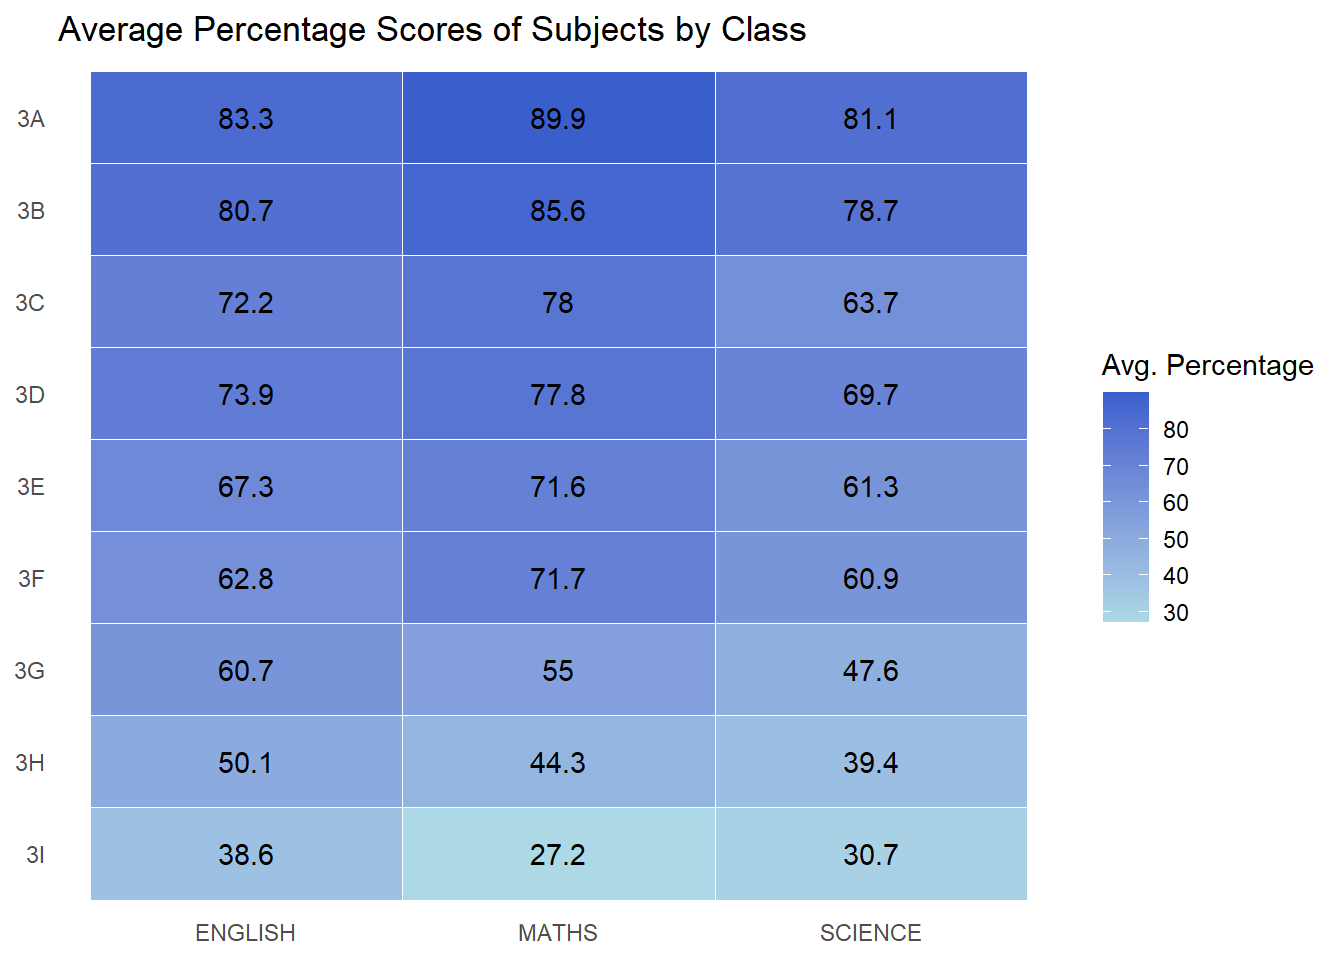 Average Percentage Scores of Subjects by Class
3A 83.3 89.9 81.1
3B 80.7 85.6 78.7
3C 72.2 78 63.7
3D 73.9 77.8 69.7
3E 67.3 71.6 61.3
3F 62.8 71.7 60.9
3G 60.7 55 47.6
3H 50.1 44.3 39.4
3I 38.6 27.2 30.7
ENGLISH MATHS SCIENCE
Avg. Percentage
80
70
60
50
40
30